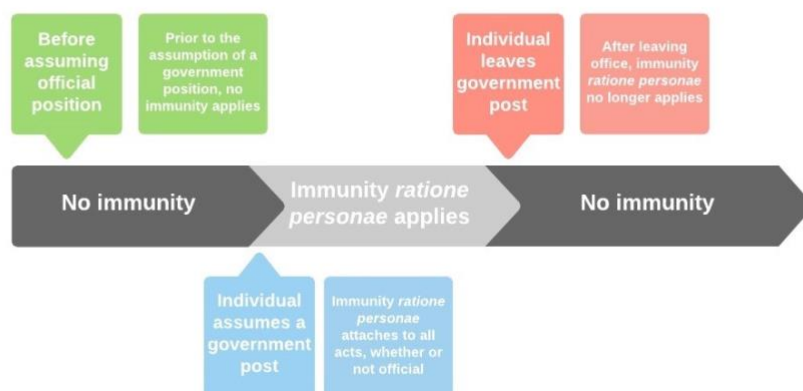 Before
assuming
official
position
Prior to the
assumption of a
government
position, no
immunity applies
Individual
leaves
government
post
After leaving
office, immunity
ratione personae
no longer applies
No immunity
Immunity ratione
personae applies
No immunity
Individual
assumes a
government
post
Immunity ratione
personae
attaches to all
acts, whether or
not official